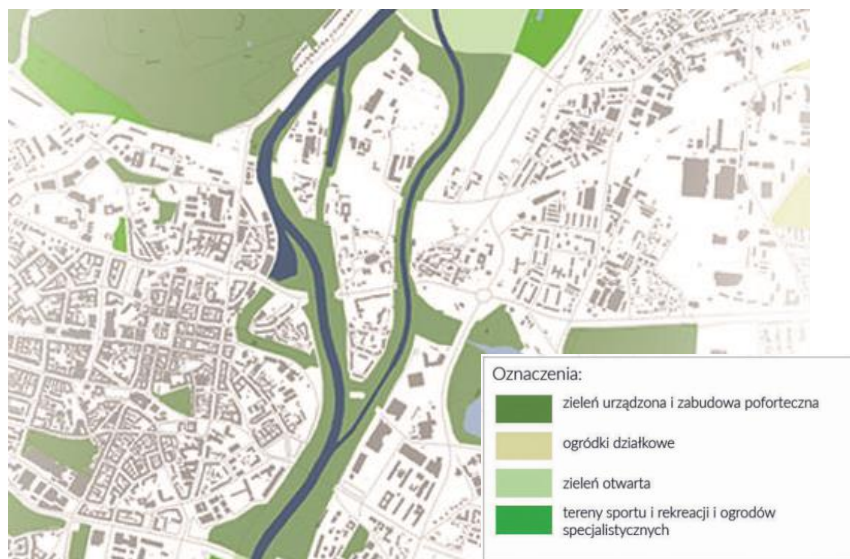 Oznaczenia:
zieleń urządzona i zabudowa poforteczna
ogródki działkowe
zieleń otwarta
tereny sportu i rekreacji i ogrodów
specjalistycznych